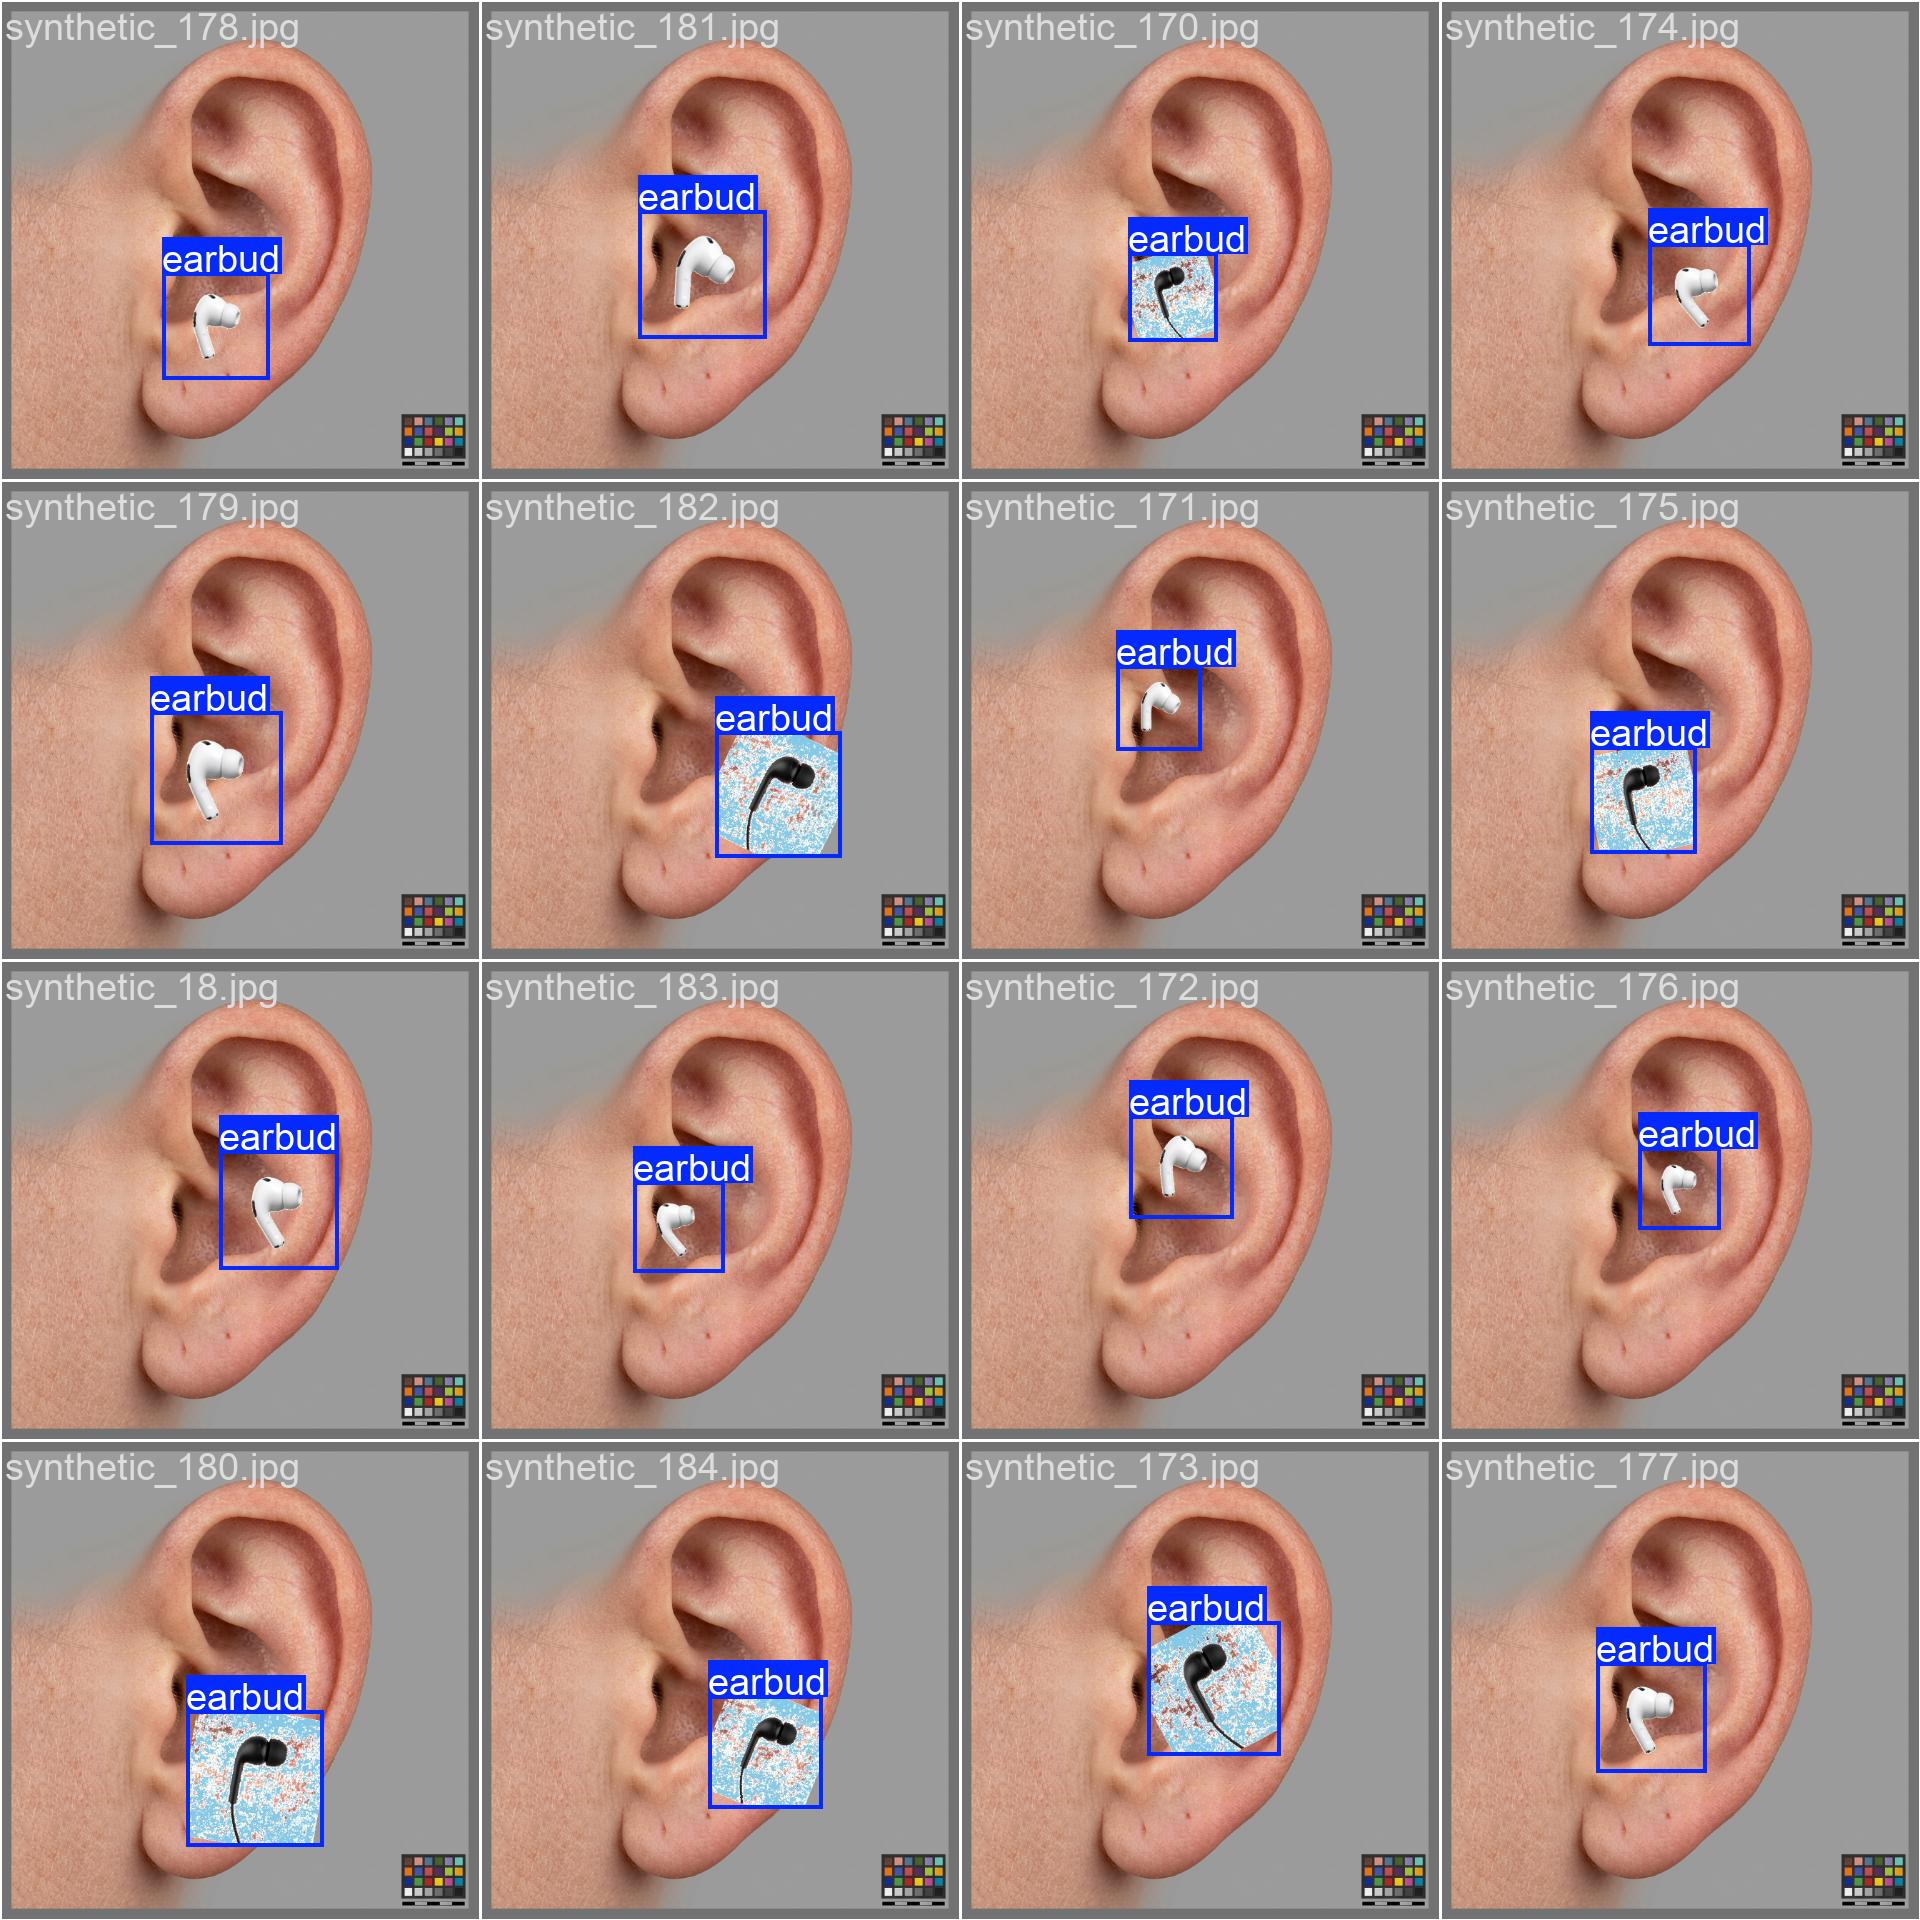 synthetic_178.jpg
earbud
synthetic_181.jpg
earbud
synthetic_170.jpg
earbud
synthetic_174.jpg
earbud
synthetic_179.jpg
earbud
synthetic_182.jpg
earbud
synthetic_171.jpg
earbud
synthetic_175.jpg
earbud
synthetic_18.jpg
earbud
synthetic_183.jpg
earbud
synthetic_172.jpg
earbud
synthetic_176.jpg
earbud
synthetic_180.jpg
earbud
synthetic_184.jpg
earbud
synthetic_173.jpg
earbud
synthetic_177.jpg
earbud